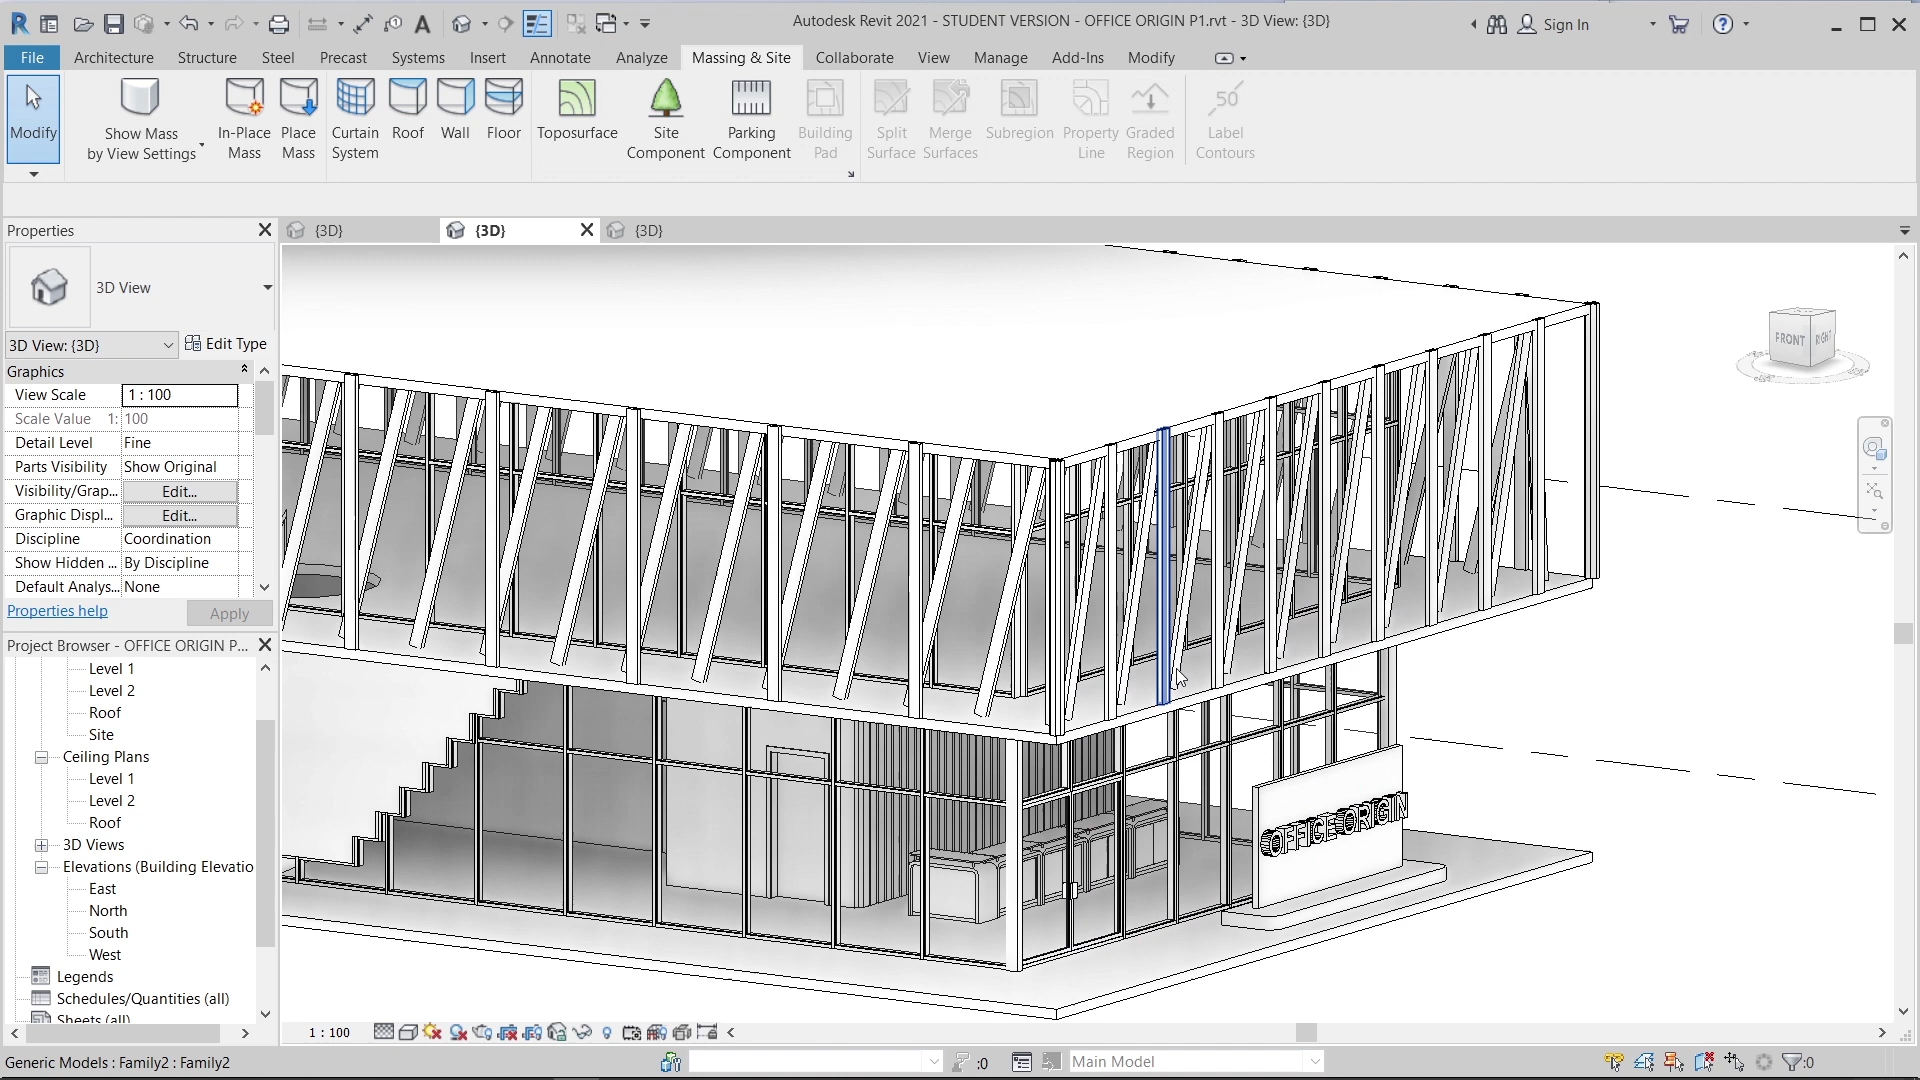 Autodesk Revit 2021 - STUDENT VERSION - OFFICE ORIGIN P1.rvt - 3D View: {3D}
Sign In
File Architecture Structure Steel Precast Systems Insert Annotate Analyze Massing & Site Collaborate View Manage Add-Ins Modify
Modify
Show Mass
by View Settings
In-Place
Mass
Place
Mass
Curtain
System
Roof
Wall
Floor
Toposurface
Site
Component
Parking
Component
Building
Pad
Split
Surface
Merge
Surfaces
Subregion
Property
Line
Graded
Region
50
Label
Contours
Properties
{3D}
{3D}
{3D}
3D View
3D View: {3D}
Edit Type
Graphics
View Scale 1 : 100
Scale Value 1: 100
Detail Level Fine
Parts Visibility Show Original
Visibility/Grap... Edit...
Graphic Displ... Edit...
Discipline Coordination
Show Hidden ... By Discipline
Default Analys... None
Properties help
Apply
Project Browser - OFFICE ORIGIN P...
Level 1
Level 2
Roof
Site
Ceiling Plans
Level 1
Level 2
Roof
3D Views
Elevations (Building Elevatio
East
North
South
West
Legends
Schedules/Quantities (all)
Sheets (all)
FRONT
RIGHT
OFFICE ORIGIN
1 : 100
Generic Models : Family2 : Family2
:0
Main Model
:0